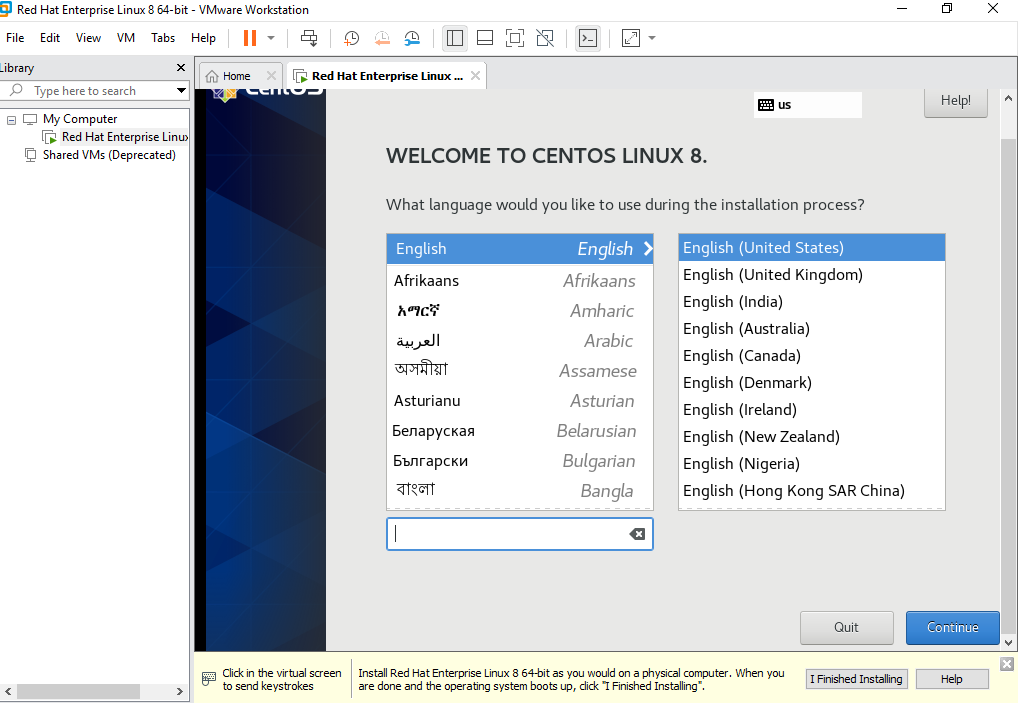 Red Hat Enterprise Linux 8 64-bit - VMware Workstation
File Edit View VM Tabs Help
Library
Type here to search
My Computer
Red Hat Enterprise Linux
Shared VMs (Deprecated)
Home
Red Hat Enterprise Linux ...
CentOS
us
Help!
WELCOME TO CENTOS LINUX 8.
What language would you like to use during the installation process?
English English
Afrikaans Afrikaans
አማርኛ Amharic
العربية Arabic
অসমীয়া Assamese
Asturianu Asturian
Беларуская Belarusian
Български Bulgarian
বাংলা Bangla
English (United States)
English (United Kingdom)
English (India)
English (Australia)
English (Canada)
English (Denmark)
English (Ireland)
English (New Zealand)
English (Nigeria)
English (Hong Kong SAR China)
Quit
Continue
Click in the virtual screen
to send keystrokes
Install Red Hat Enterprise Linux 8 64-bit as you would on a physical computer. When you
are done and the operating system boots up, click "I Finished Installing".
I Finished Installing
Help